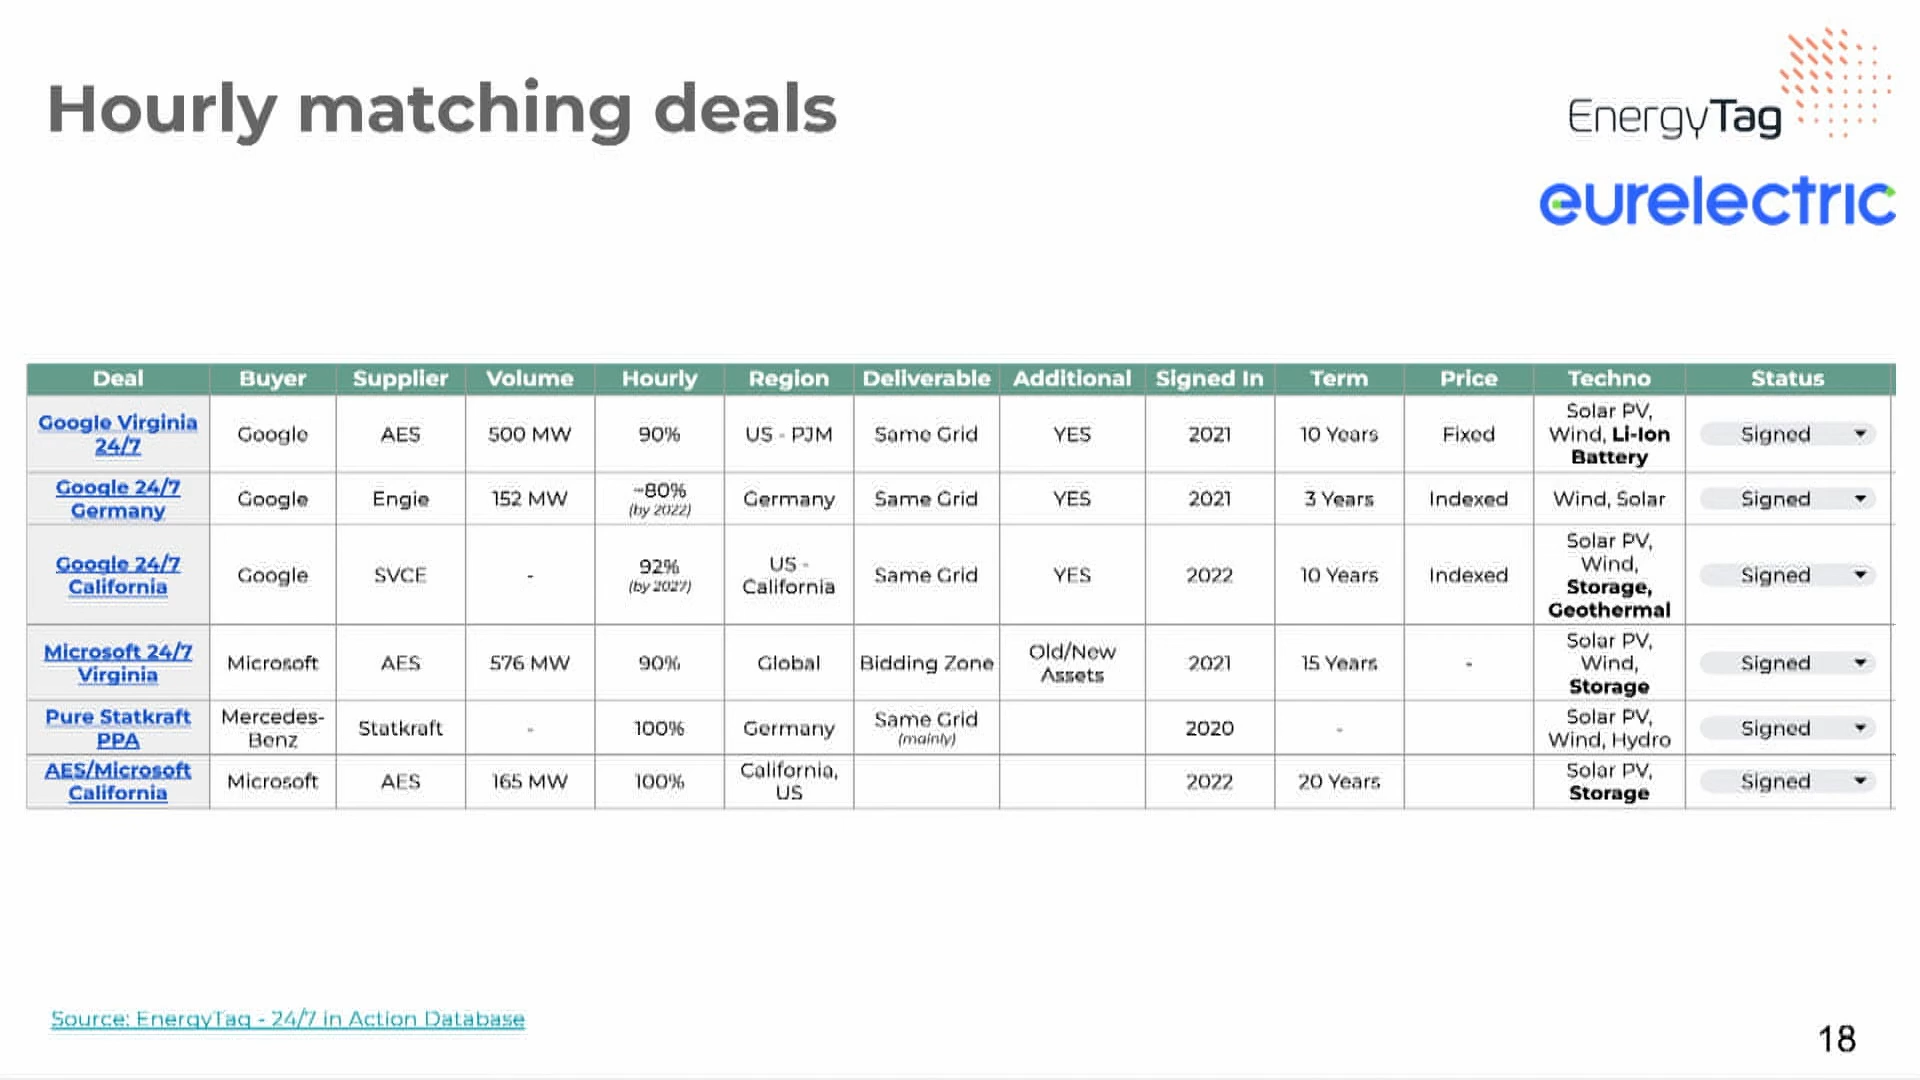 Hourly matching deals
EnergyTag
eurelectric
Deal Buyer Supplier Volume Hourly Region Deliverable Additional Signed In Term Price Techno Status
Google Virginia 24/7 Google AES 500 MW 90% US - PJM Same Grid YES 2021 10 Years Fixed Solar PV, Wind, Li-Ion Battery Signed
Google 24/7 Germany Google Engie 152 MW ~80% (by 2022) Germany Same Grid YES 2021 3 Years Indexed Wind, Solar Signed
Google 24/7 California Google SVCE - 92% (by 2027) US - California Same Grid YES 2022 10 Years Indexed Solar PV, Wind, Storage, Geothermal Signed
Microsoft 24/7 Virginia Microsoft AES 576 MW 90% Global Bidding Zone Old/New Assets 2021 15 Years - Solar PV, Wind, Storage Signed
Pure Statkraft PPA Mercedes-Benz Statkraft - 100% Germany Same Grid (mainly) 2020 - Solar PV, Wind, Hydro Signed
AES/Microsoft California Microsoft AES 165 MW 100% California, US 2022 20 Years Solar PV, Storage Signed
Source: EnergyTag - 24/7 in Action Database
18